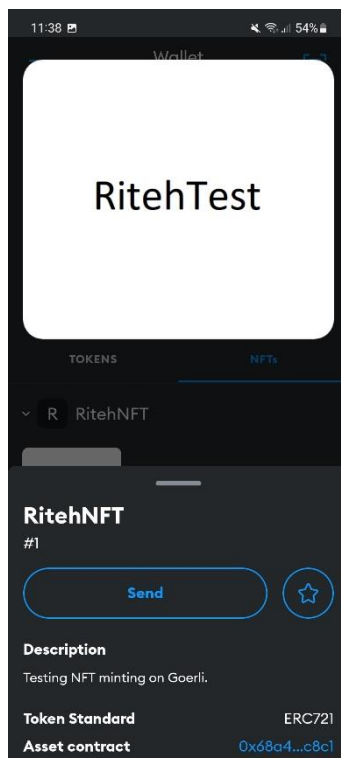 11:38
54%
Wallet
RitehTest
TOKENS NFTs
R RitehNFT
RitehNFT
#1
Send
Description
Testing NFT minting on Goerli.
Token Standard ERC721
Asset contract 0x68a4...c8c1